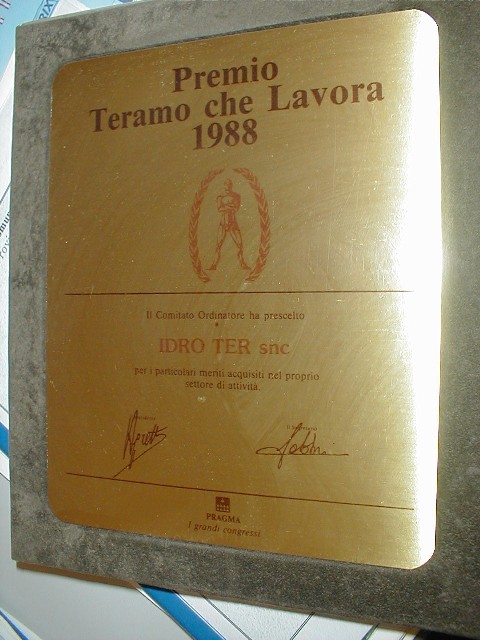 Premio
Teramo che Lavora
1988
Il Comitato Ordinatore ha prescelto
IDRO TER snc
per i particolari meriti acquisiti nel proprio
settore di attività.
PRAGMA
I grandi congressi